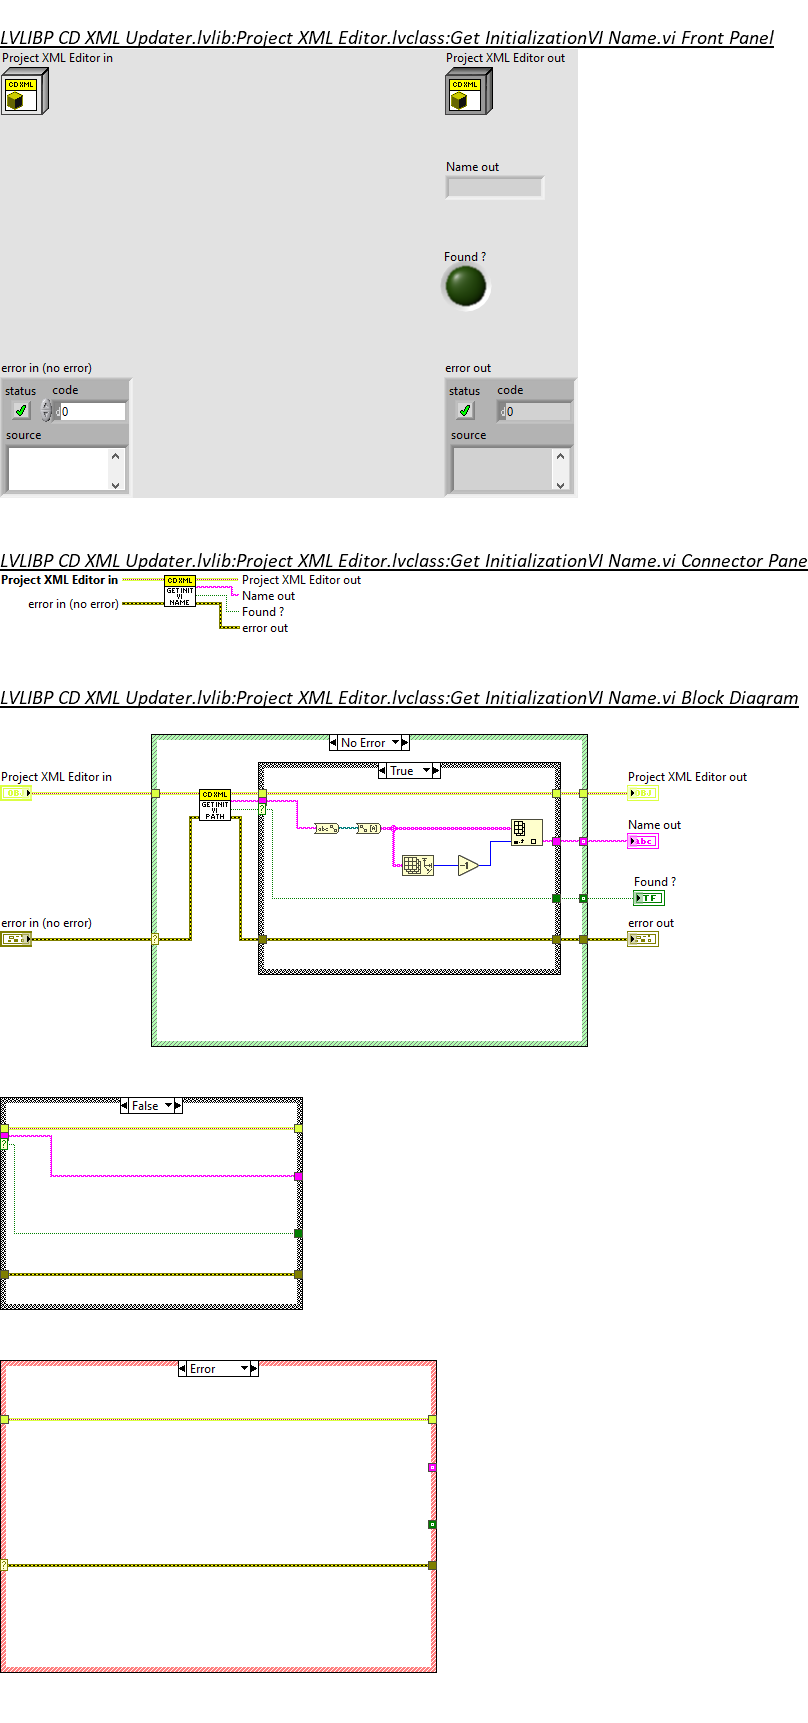 LVLIBP CD XML Updater.lvlib:Project XML Editor.lvclass:Get InitializationVI Name.vi Front Panel
Project XML Editor in
Project XML Editor out
CD XML
CD XML
Name out
Found ?
error in (no error)
error out
status
code
status
code
d
0
d
0
source
source
LVLIBP CD XML Updater.lvlib:Project XML Editor.lvclass:Get InitializationVI Name.vi Connector Pane
Project XML Editor in
CD XML
GET INIT
VI
NAME
Project XML Editor out
Name out
error in (no error)
Found ?
error out
LVLIBP CD XML Updater.lvlib:Project XML Editor.lvclass:Get InitializationVI Name.vi Block Diagram
No Error
True
Project XML Editor in
Project XML Editor out
OBJ
CD XML
GET INIT
VI
PATH
?
OBJ
Name out
abc
abc
-1
Found ?
TF
error in (no error)
error out
?
False
?
Error
?